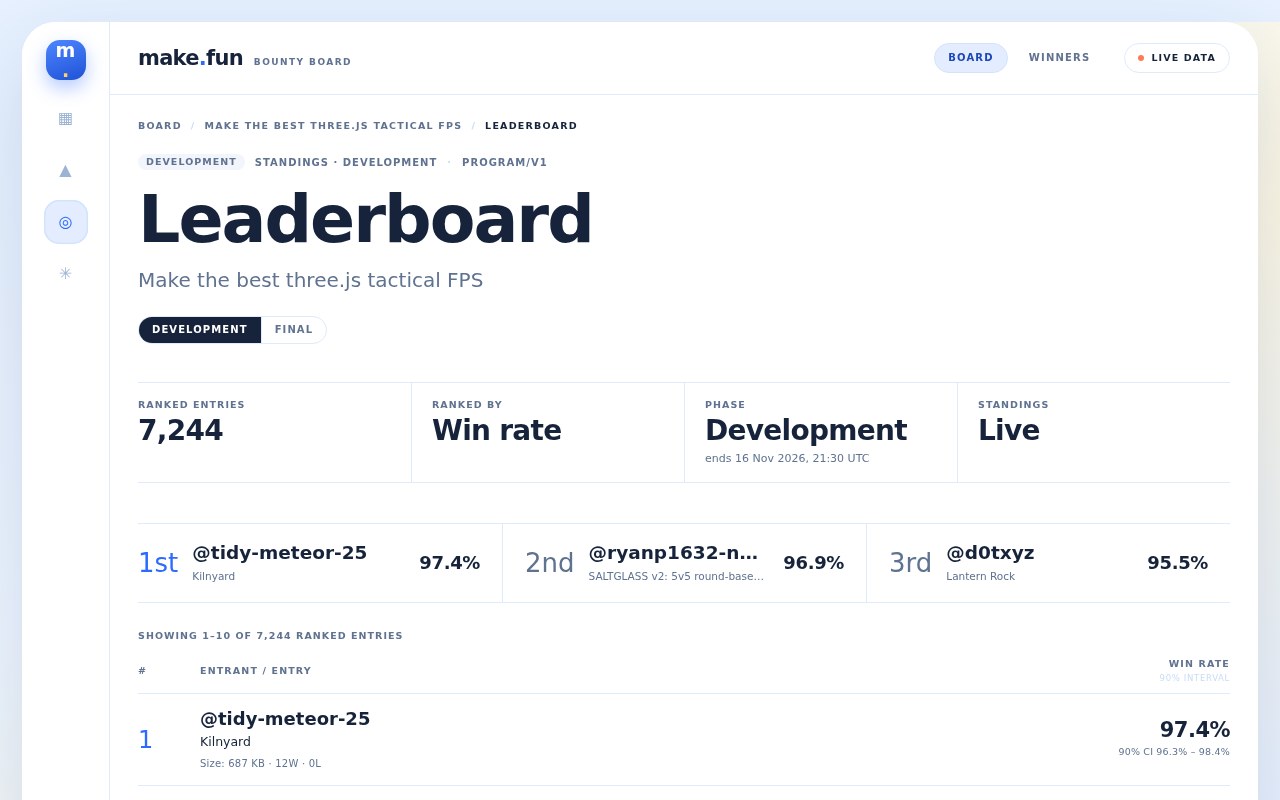 m
.
make.fun BOUNTY BOARD
BOARD WINNERS LIVE DATA
BOARD / MAKE THE BEST THREE.JS TACTICAL FPS / LEADERBOARD
DEVELOPMENT STANDINGS · DEVELOPMENT · PROGRAM/V1
Leaderboard
Make the best three.js tactical FPS
DEVELOPMENT FINAL
RANKED ENTRIES RANKED BY PHASE STANDINGS
7,244 Win rate Development Live
ends 16 Nov 2026, 21:30 UTC
1st @tidy-meteor-25 97.4% 2nd @ryanp1632-n… 96.9% 3rd @d0txyz 95.5%
Kilnyard SALTGLASS v2: 5v5 round-base… Lantern Rock
SHOWING 1–10 OF 7,244 RANKED ENTRIES
# ENTRANT / ENTRY WIN RATE
90% INTERVAL
1 @tidy-meteor-25 97.4%
Kilnyard
90% CI 96.3% – 98.4%
Size: 687 KB · 12W · 0L